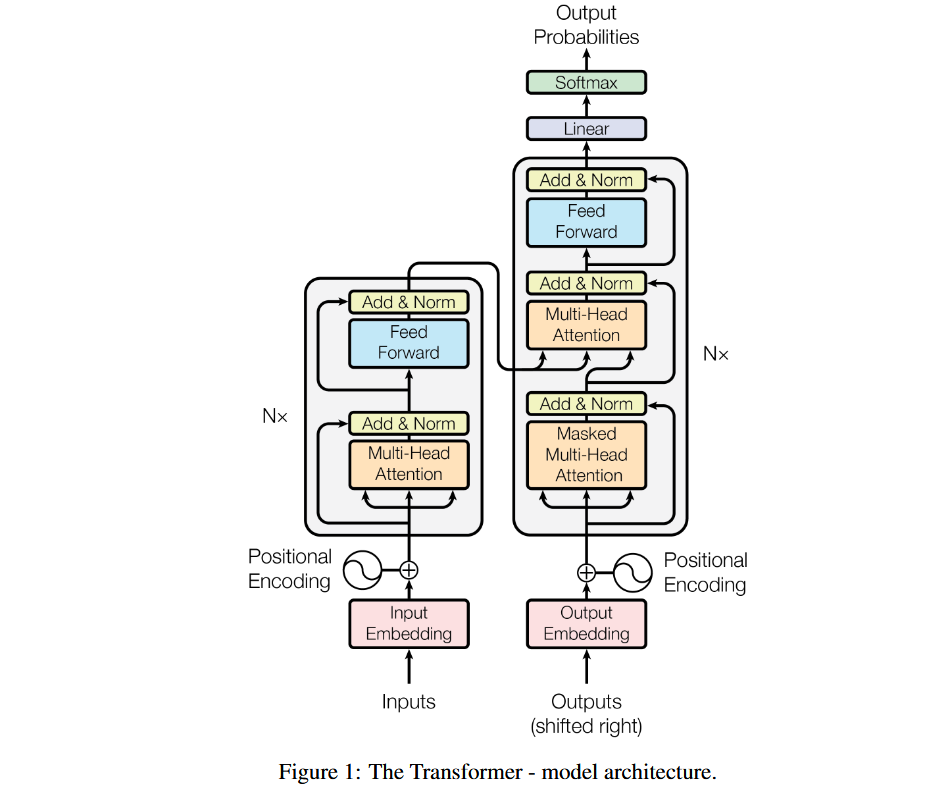 Output
Probabilities
Softmax
Linear
Add & Norm
Feed
Forward
Add & Norm
Multi-Head
Attention
Add & Norm
Masked
Multi-Head
Attention
N×
Add & Norm
Feed
Forward
Add & Norm
Multi-Head
Attention
N×
Positional
Encoding
Positional
Encoding
Input
Embedding
Output
Embedding
Inputs
Outputs
(shifted right)
Figure 1: The Transformer - model architecture.